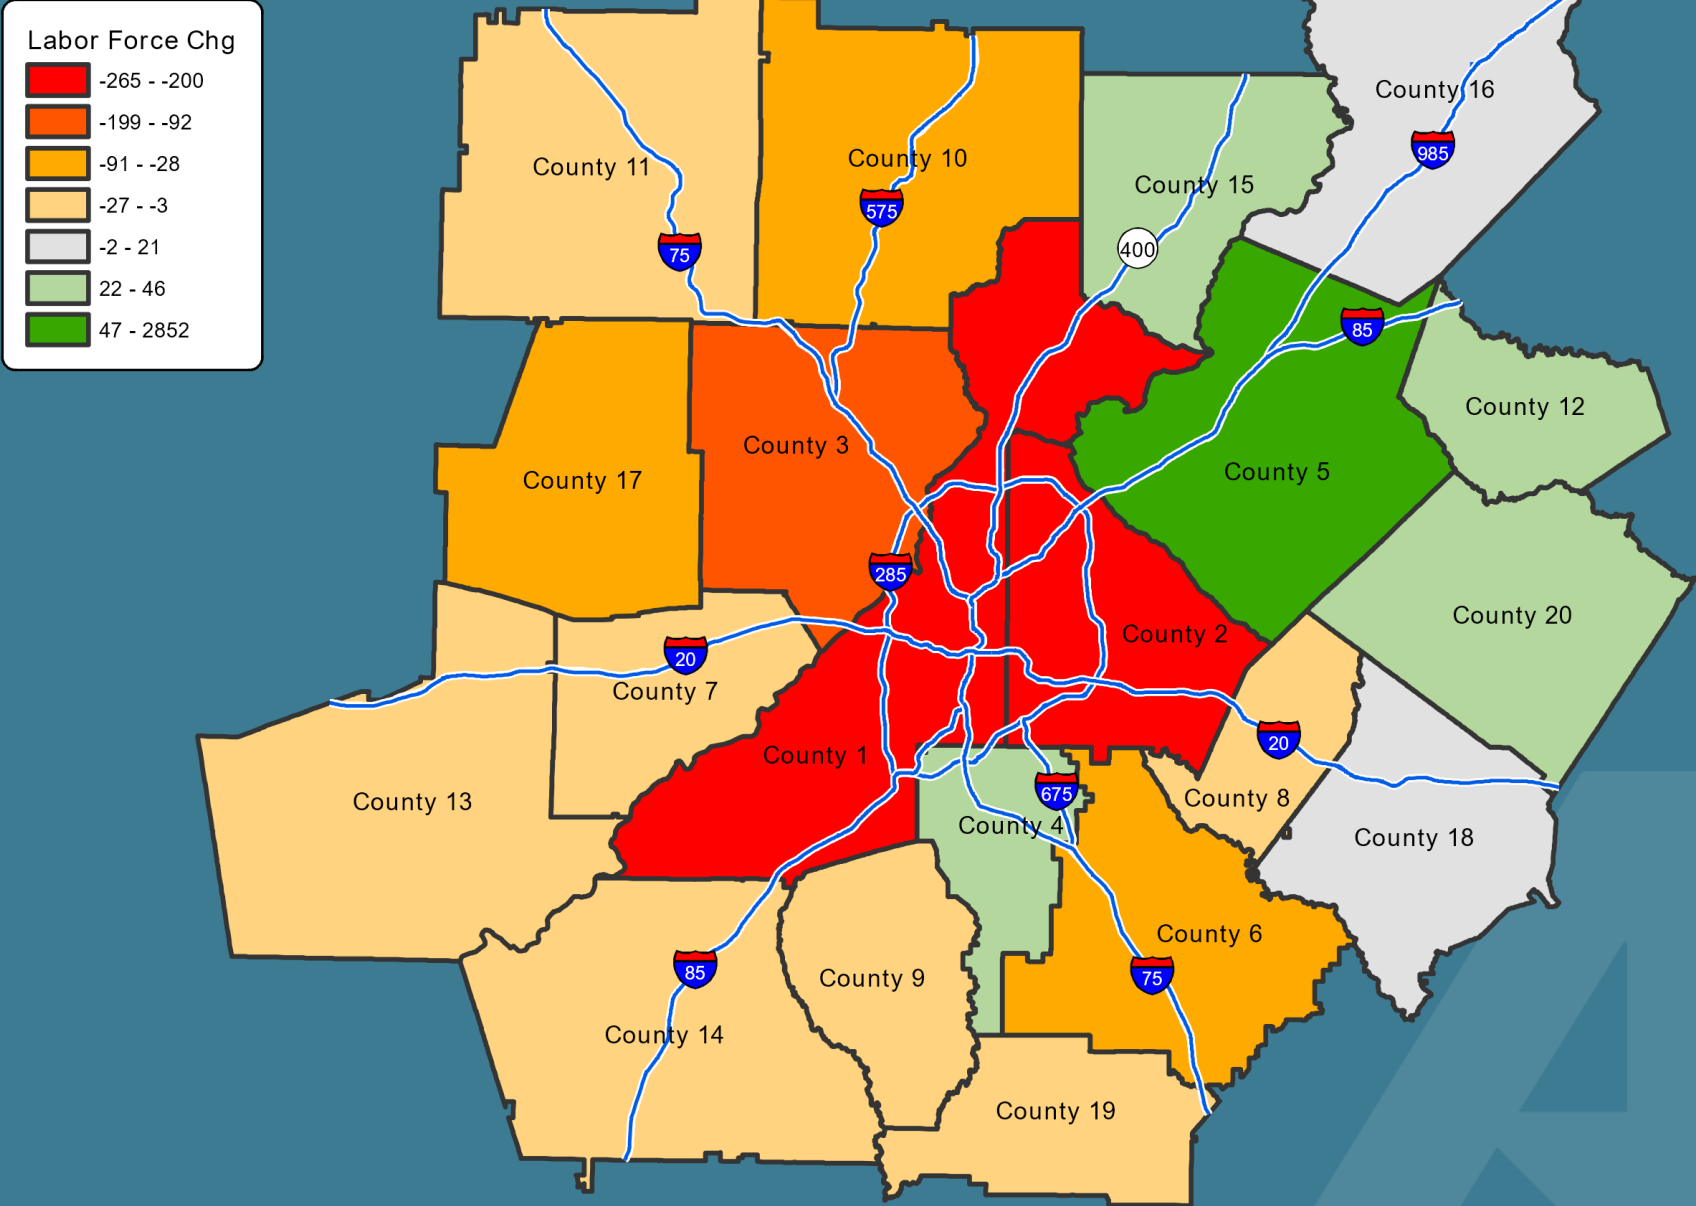 Labor Force Chg
-265 - -200
-199 - -92
-91 - -28
-27 - -3
-2 - 21
22 - 46
47 - 2852
County 16
985
County 11
County 10
575
County 15
75
400
85
County 12
County 3
County 5
County 17
285
County 20
County 2
20
County 7
20
County 1
675
County 8
County 13
County 4
County 18
County 6
85
75
County 9
County 14
County 19